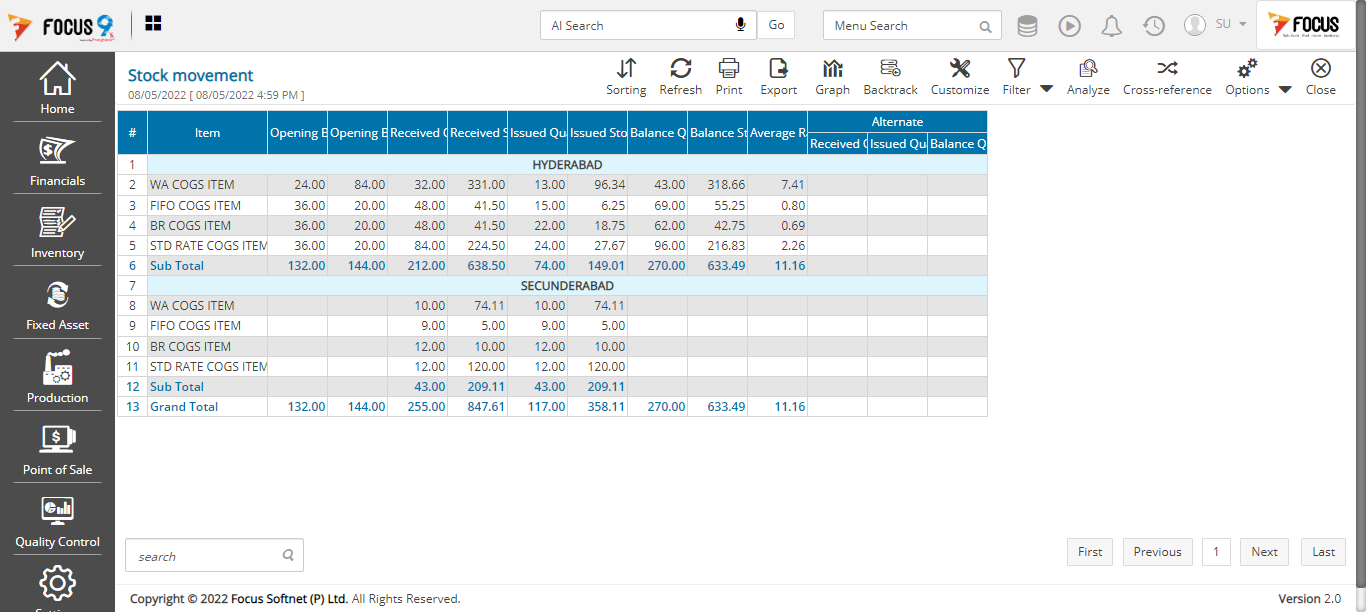 FOCUS 9
AI Search
Go
Menu Search
SU
FOCUS
Home
Financials
Inventory
Fixed Asset
Production
Point of Sale
Quality Control
Stock movement
08/05/2022 [ 08/05/2022 4:59 PM ]
Sorting Refresh Print Export Graph Backtrack Customize Filter Analyze Cross-reference Options Close
# Item Opening B Opening B Received Q Received S Issued Qu Issued Sto Balance Q Balance St Average R Alternate
Received Q Issued Qu Balance Q
1 HYDERABAD
2 WA COGS ITEM 24.00 84.00 32.00 331.00 13.00 96.34 43.00 318.66 7.41
3 FIFO COGS ITEM 36.00 20.00 48.00 41.50 15.00 6.25 69.00 55.25 0.80
4 BR COGS ITEM 36.00 20.00 48.00 41.50 22.00 18.75 62.00 42.75 0.69
5 STD RATE COGS ITEM 36.00 20.00 84.00 224.50 24.00 27.67 96.00 216.83 2.26
6 Sub Total 132.00 144.00 212.00 638.50 74.00 149.01 270.00 633.49 11.16
7 SECUNDERABAD
8 WA COGS ITEM 10.00 74.11 10.00 74.11
9 FIFO COGS ITEM 9.00 5.00 9.00 5.00
10 BR COGS ITEM 12.00 10.00 12.00 10.00
11 STD RATE COGS ITEM 12.00 120.00 12.00 120.00
12 Sub Total 43.00 209.11 43.00 209.11
13 Grand Total 132.00 144.00 255.00 847.61 117.00 358.11 270.00 633.49 11.16
search
First Previous 1 Next Last
Copyright © 2022 Focus Softnet (P) Ltd. All Rights Reserved.
Version 2.0